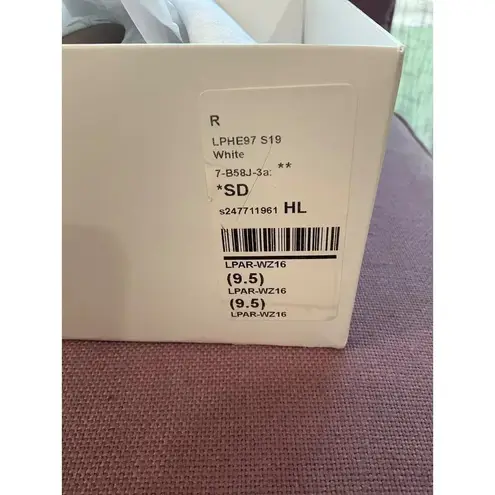 R
LPHE97 S19
White
7-B58J-3a: **
*SD
s247711961 HL
LPAR-WZ16
(9.5)
LPAR-WZ16
(9.5)
LPAR-WZ16